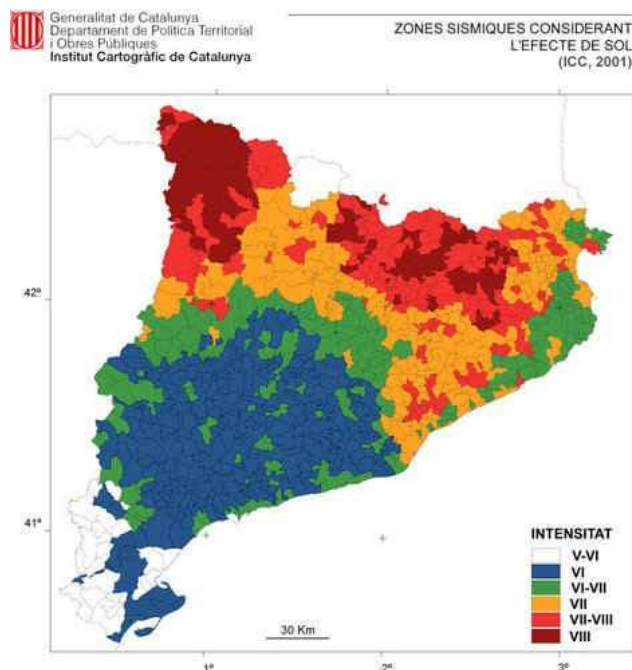 Generalitat de Catalunya
Departament de Política Territorial
i Obres Públiques
Institut Cartogràfic de Catalunya
ZONES SISMIQUES CONSIDERANT
L'EFECTE DE SOL
(ICC, 2001)
42º
41º
INTENSITAT
V-VI
VI
VI-VII
VII
VII-VIII
VIII
30 Km
1º
2º
3º